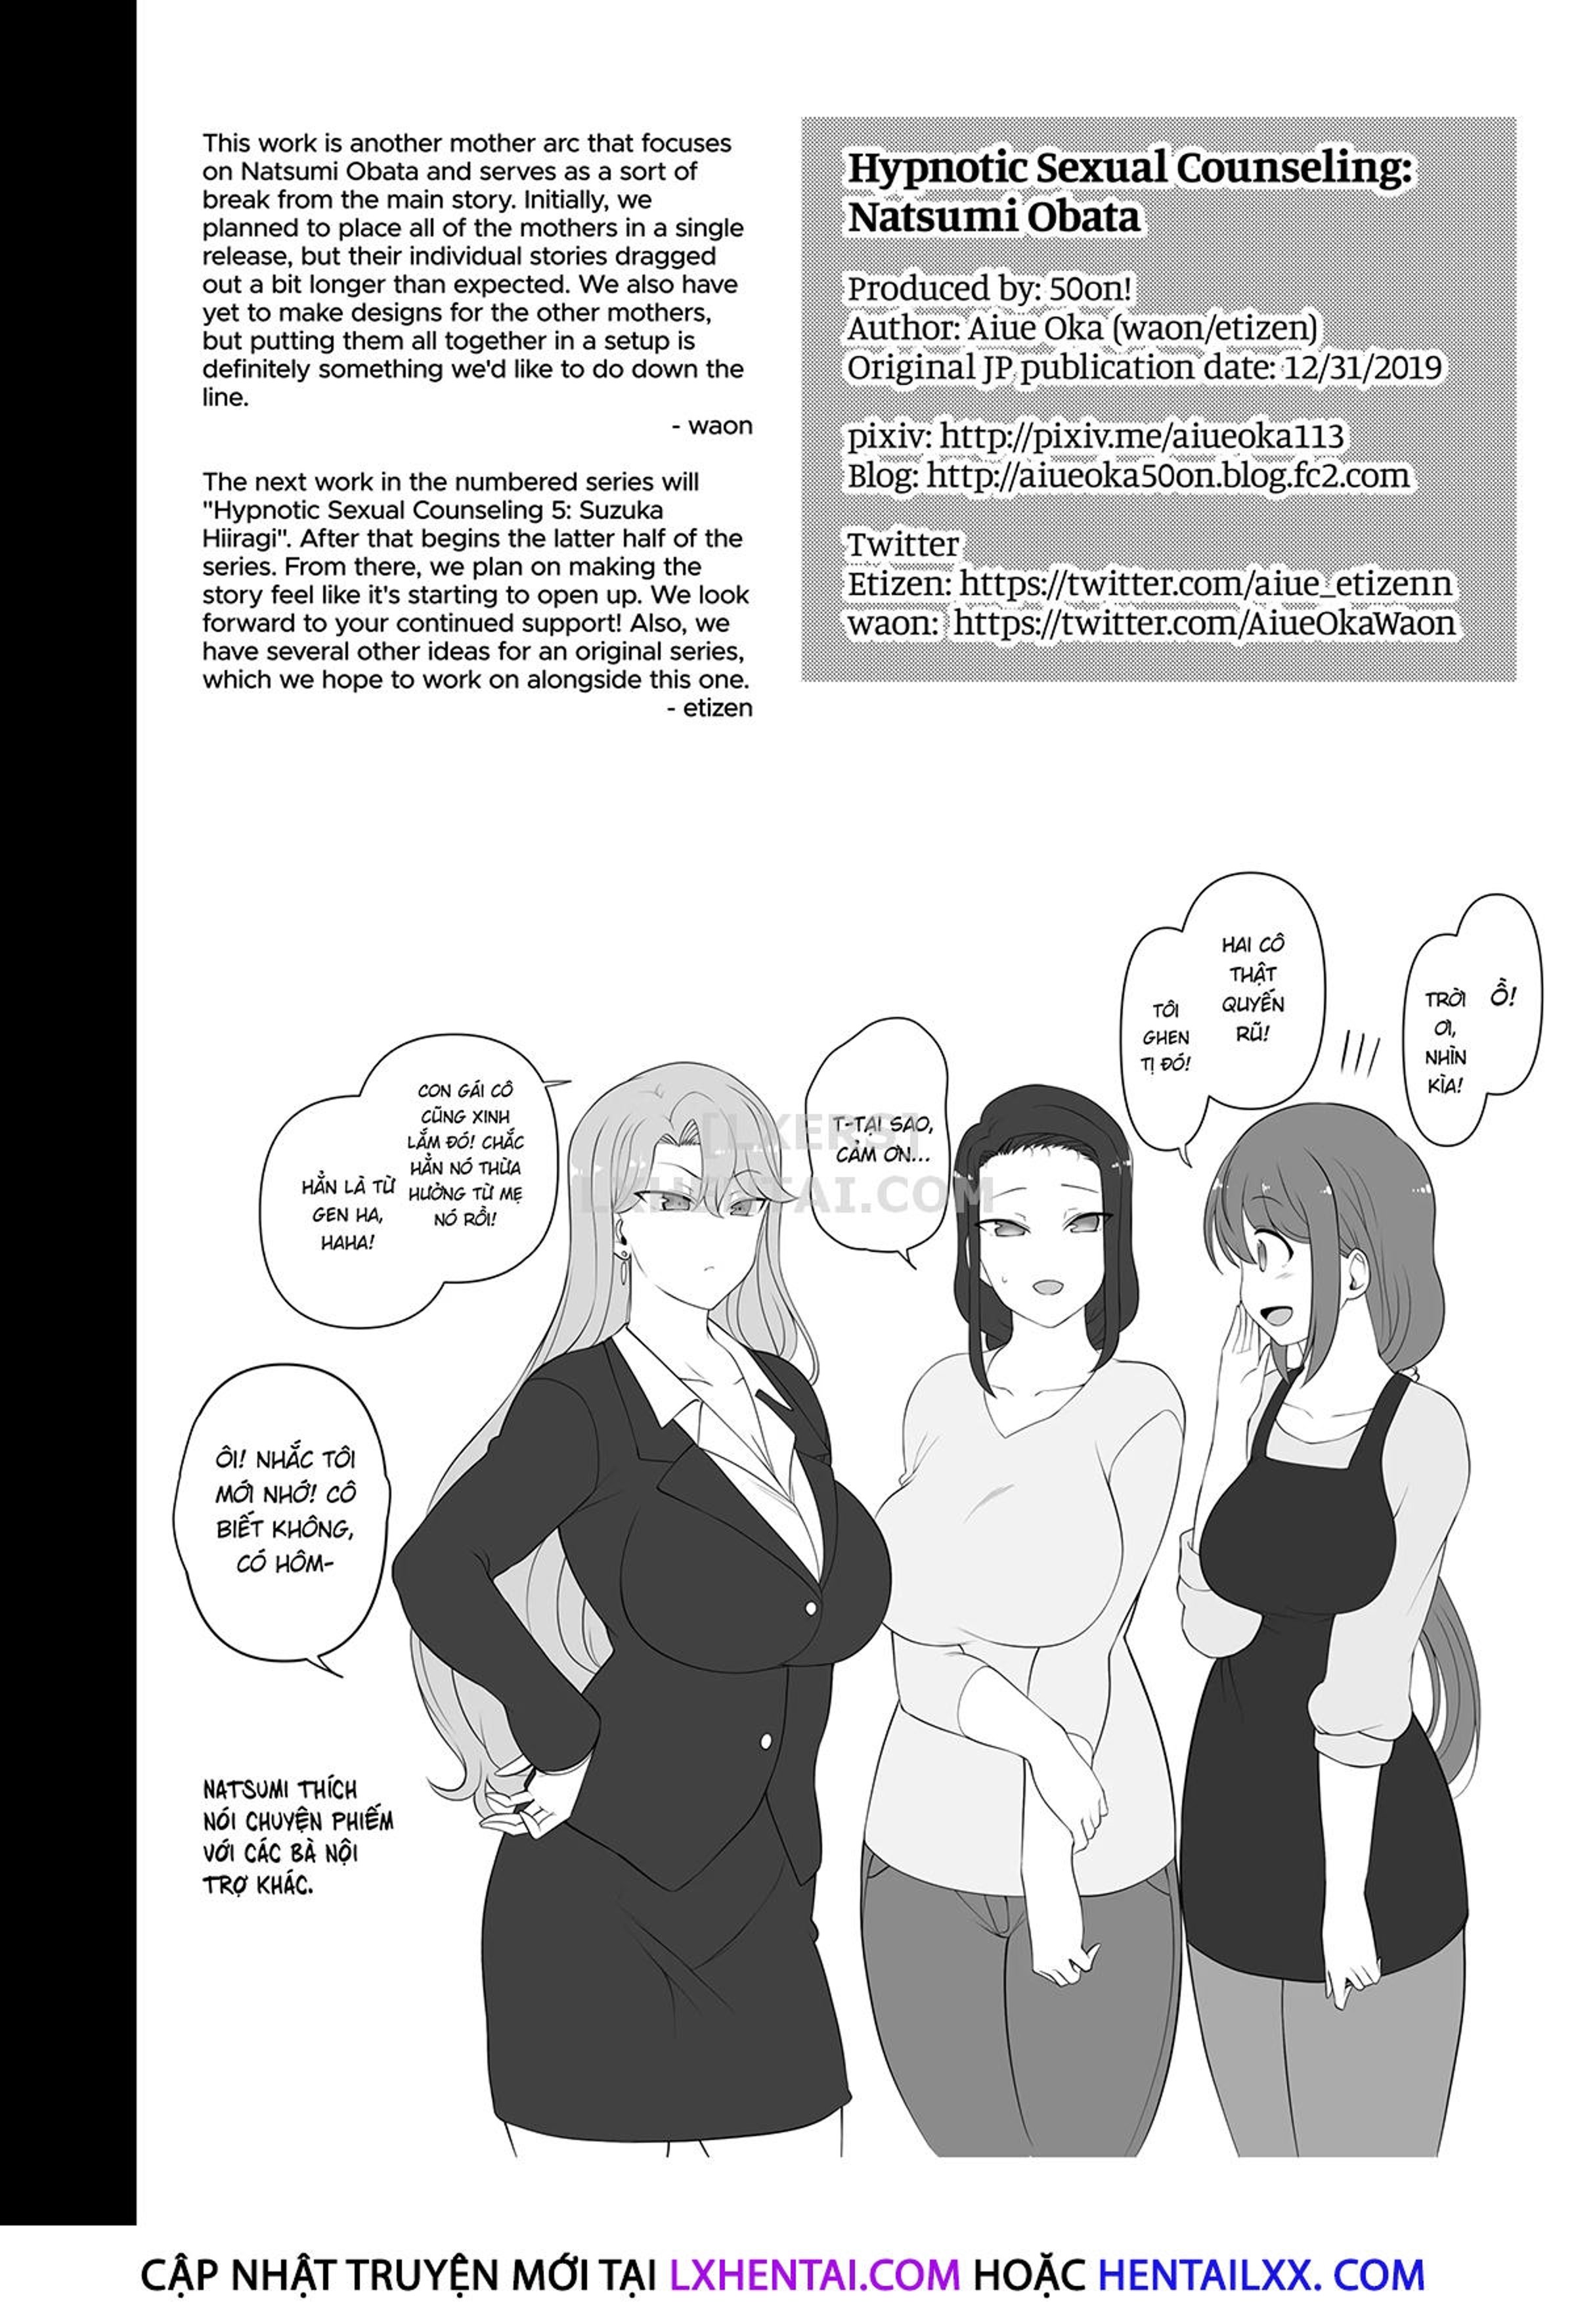 This work is another mother arc that focuses
on Natsumi Obata and serves as a sort of
break from the main story. Initially, we
planned to place all of the mothers in a single
release, but their individual stories dragged
out a bit longer than expected. We also have
yet to make designs for the other mothers,
but putting them all together in a setup is
definitely something we'd like to do down the
line.
- waon
The next work in the numbered series will
"Hypnotic Sexual Counseling 5: Suzuka
Hiiragi". After that begins the latter half of the
series. From there, we plan on making the
story feel like it's starting to open up. We look
forward to your continued support! Also, we
have several other ideas for an original series,
which we hope to work on alongside this one.
- etizen
Hypnotic Sexual Counseling:
Natsumi Obata
Produced by: 50on!
Author: Aiue Oka (waon/etizen)
Original JP publication date: 12/31/2019
pixiv: http://pixiv.me/aiueoka113
Blog: http://aiueoka50on.blog.fc2.com
Twitter
Etizen: https://twitter.com/aiue_etizenn
waon: https://twitter.com/AiueOkaWaon
Ồ!
TRỜI
ƠI,
NHÌN
KÌA!
HAI CÔ
THẬT
QUYẾN
RŨ!
TÔI
GHEN
TỊ ĐÓ!
T-TẠI SAO,
CẢM ƠN...
[LXERS]
LXHENTAI.COM
CON GÁI CÔ
CŨNG XINH
LẮM ĐÓ! CHẮC
HẲN NÓ THỪA
HƯỞNG TỪ MẸ
NÓ RỒI!
HẲN LÀ TỪ
GEN HA,
HAHA!
ÔI! NHẮC TÔI
MỚI NHỚ! CÔ
BIẾT KHÔNG,
CÓ HÔM-
NATSUMI THÍCH
NÓI CHUYỆN PHIẾM
VỚI CÁC BÀ NỘI
TRỢ KHÁC.
CẬP NHẬT TRUYỆN MỚI TẠI LXHENTAI.COM HOẶC HENTAILXX. COM